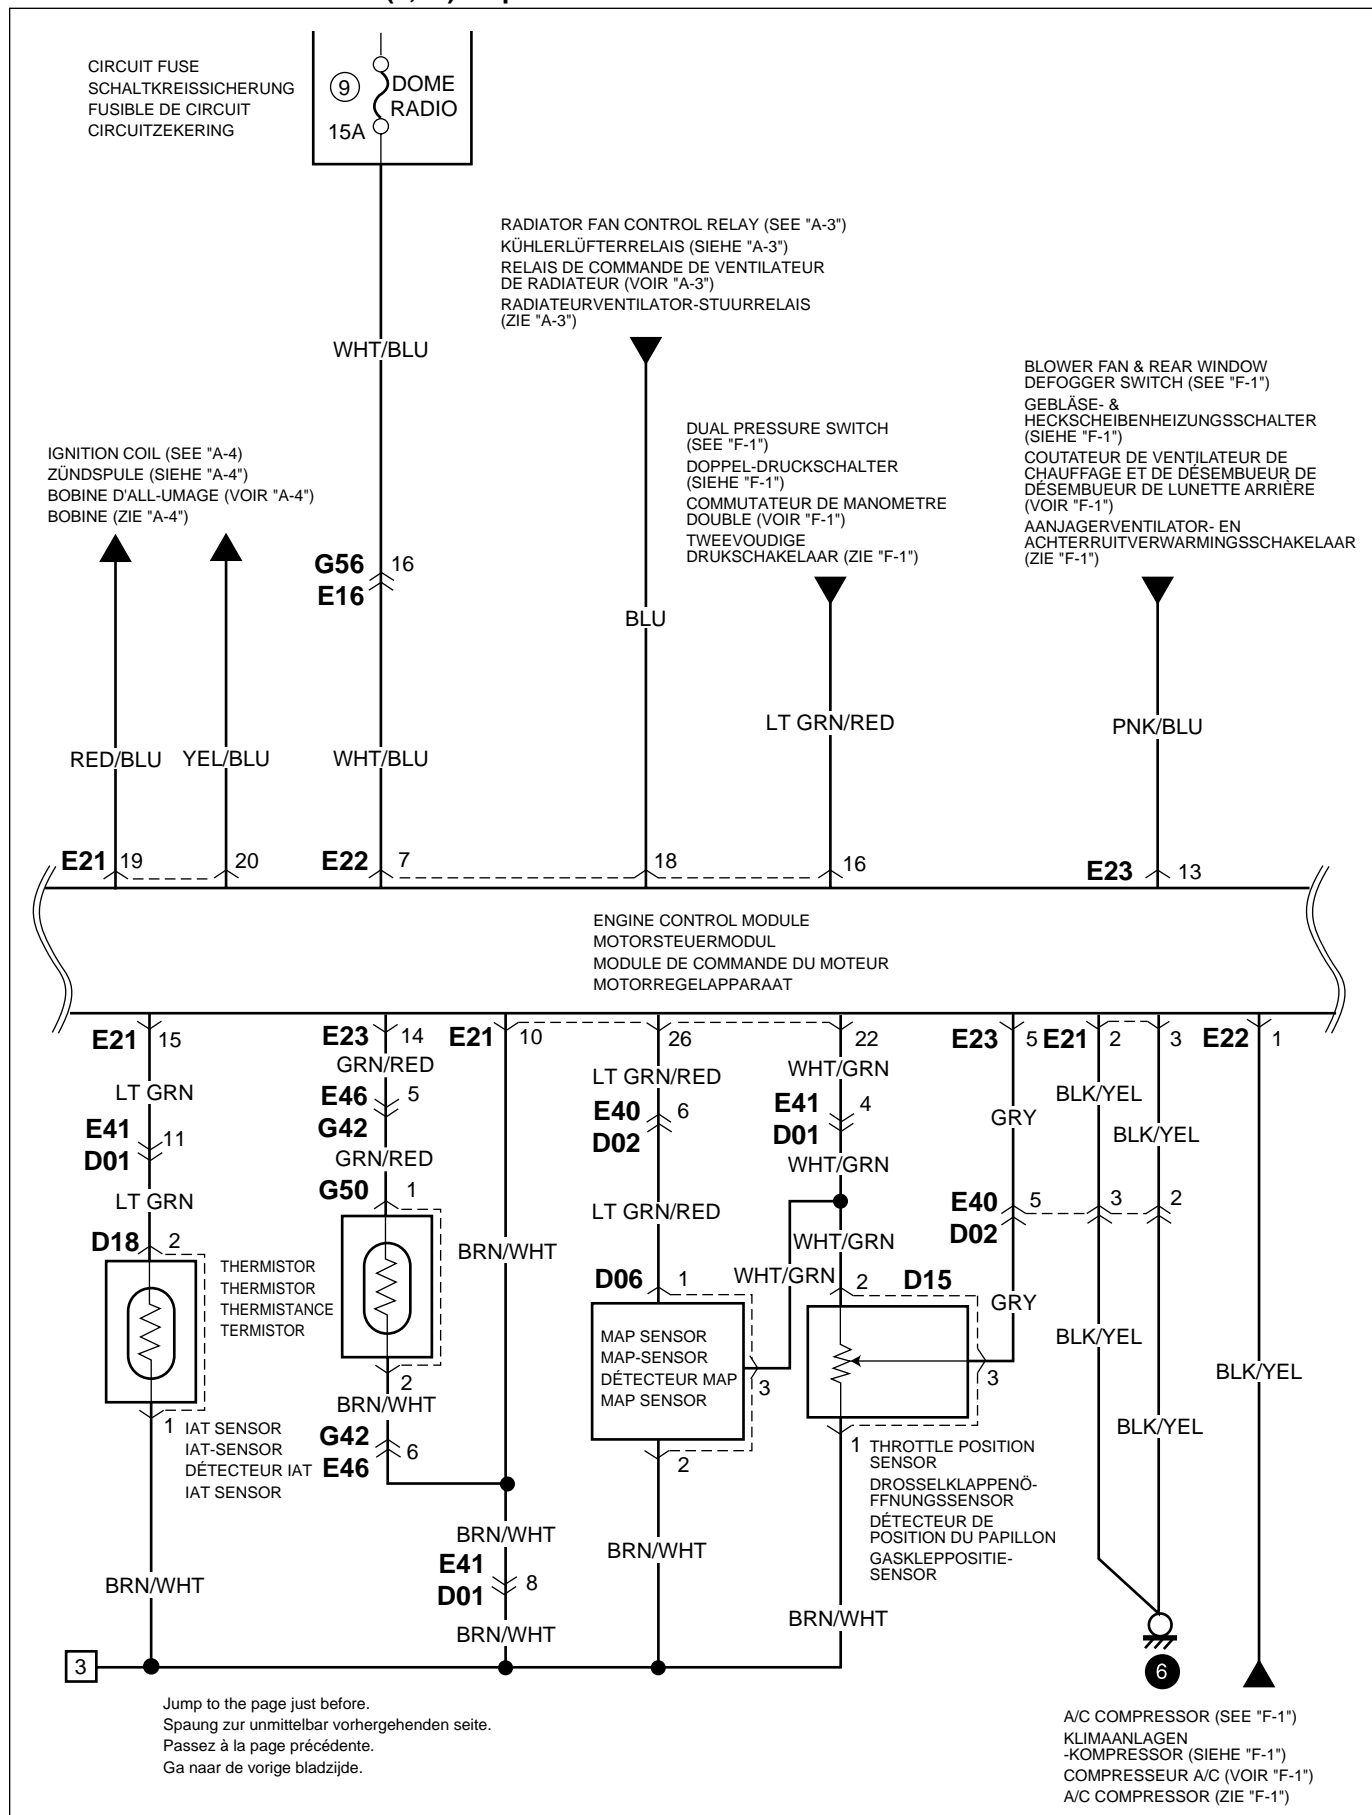 CIRCUIT FUSE
SCHALTKREISSICHERUNG
FUSIBLE DE CIRCUIT
CIRCUITZEKERING
9
DOME
RADIO
15A
RADIATOR FAN CONTROL RELAY (SEE "A-3")
KÜHLERLÜFTERRELAIS (SIEHE "A-3")
RELAIS DE COMMANDE DE VENTILATEUR
DE RADIATEUR (VOIR "A-3")
RADIATEURVENTILATOR-STUURRELAIS
(ZIE "A-3")
WHT/BLU
BLOWER FAN & REAR WINDOW
DEFOGGER SWITCH (SEE "F-1")
GEBLÄSE- &
HECKSCHEIBENHEIZUNGSSCHALTER
(SIEHE "F-1")
COUTATEUR DE VENTILATEUR DE
CHAUFFAGE ET DE DÉSEMBUEUR DE
DÉSEMBUEUR DE LUNETTE ARRIÈRE
(VOIR "F-1")
AANJAGERVENTILATOR- EN
ACHTERRUITVERWARMINGSSCHAKELAAR
(ZIE "F-1")
DUAL PRESSURE SWITCH
(SEE "F-1")
DOPPEL-DRUCKSCHALTER
(SIEHE "F-1")
COMMUTATEUR DE MANOMETRE
DOUBLE (VOIR "F-1")
TWEEVOUDIGE
DRUKSCHAKELAAR (ZIE "F-1")
IGNITION COIL (SEE "A-4)
ZÜNDSPULE (SIEHE "A-4")
BOBINE D'ALL-UMAGE (VOIR "A-4")
BOBINE (ZIE "A-4")
G56 16
E16
BLU
LT GRN/RED
PNK/BLU
RED/BLU YEL/BLU WHT/BLU
E21 19 20 E22 7 18 16 E23 13
ENGINE CONTROL MODULE
MOTORSTEUERMODUL
MODULE DE COMMANDE DU MOTEUR
MOTORREGELAPPARAAT
E21 15 E23 14 E21 10 26 22 E23 5 E21 2 3 E22 1
GRN/RED LT GRN/RED WHT/GRN
LT GRN BLK/YEL
E46 5 E40 6 E41 4
GRY
E41 11 G42 D02 D01 BLK/YEL
D01 GRN/RED WHT/GRN
LT GRN G50 1 LT GRN/RED E40 5 3 2
D02
D18 2 BRN/WHT WHT/GRN
D06 1 WHT/GRN 2 D15
GRY
THERMISTOR
THERMISTOR
THERMISTANCE
TERMISTOR
MAP SENSOR
MAP-SENSOR
DÉTECTEUR MAP
MAP SENSOR
3
3
BLK/YEL
BLK/YEL
2
BRN/WHT
BLK/YEL
1 IAT SENSOR
IAT-SENSOR
DÉTECTEUR IAT
IAT SENSOR
G42 6
E46
2
1 THROTTLE POSITION
SENSOR
DROSSELKLAPPENÖ-
FFNUNGSSENSOR
DÉTECTEUR DE
POSITION DU PAPILLON
GASKLEPPOSITIE-
SENSOR
BRN/WHT
BRN/WHT
E41 8
D01
BRN/WHT
BRN/WHT
BRN/WHT
3
6
Jump to the page just before.
Spaung zur unmittelbar vorhergehenden seite.
Passez à la page précédente.
Ga naar de vorige bladzijde.
A/C COMPRESSOR (SEE "F-1")
KLIMAANLAGEN
-KOMPRESSOR (SIEHE "F-1")
COMPRESSEUR A/C (VOIR "F-1")
A/C COMPRESSOR (ZIE "F-1")